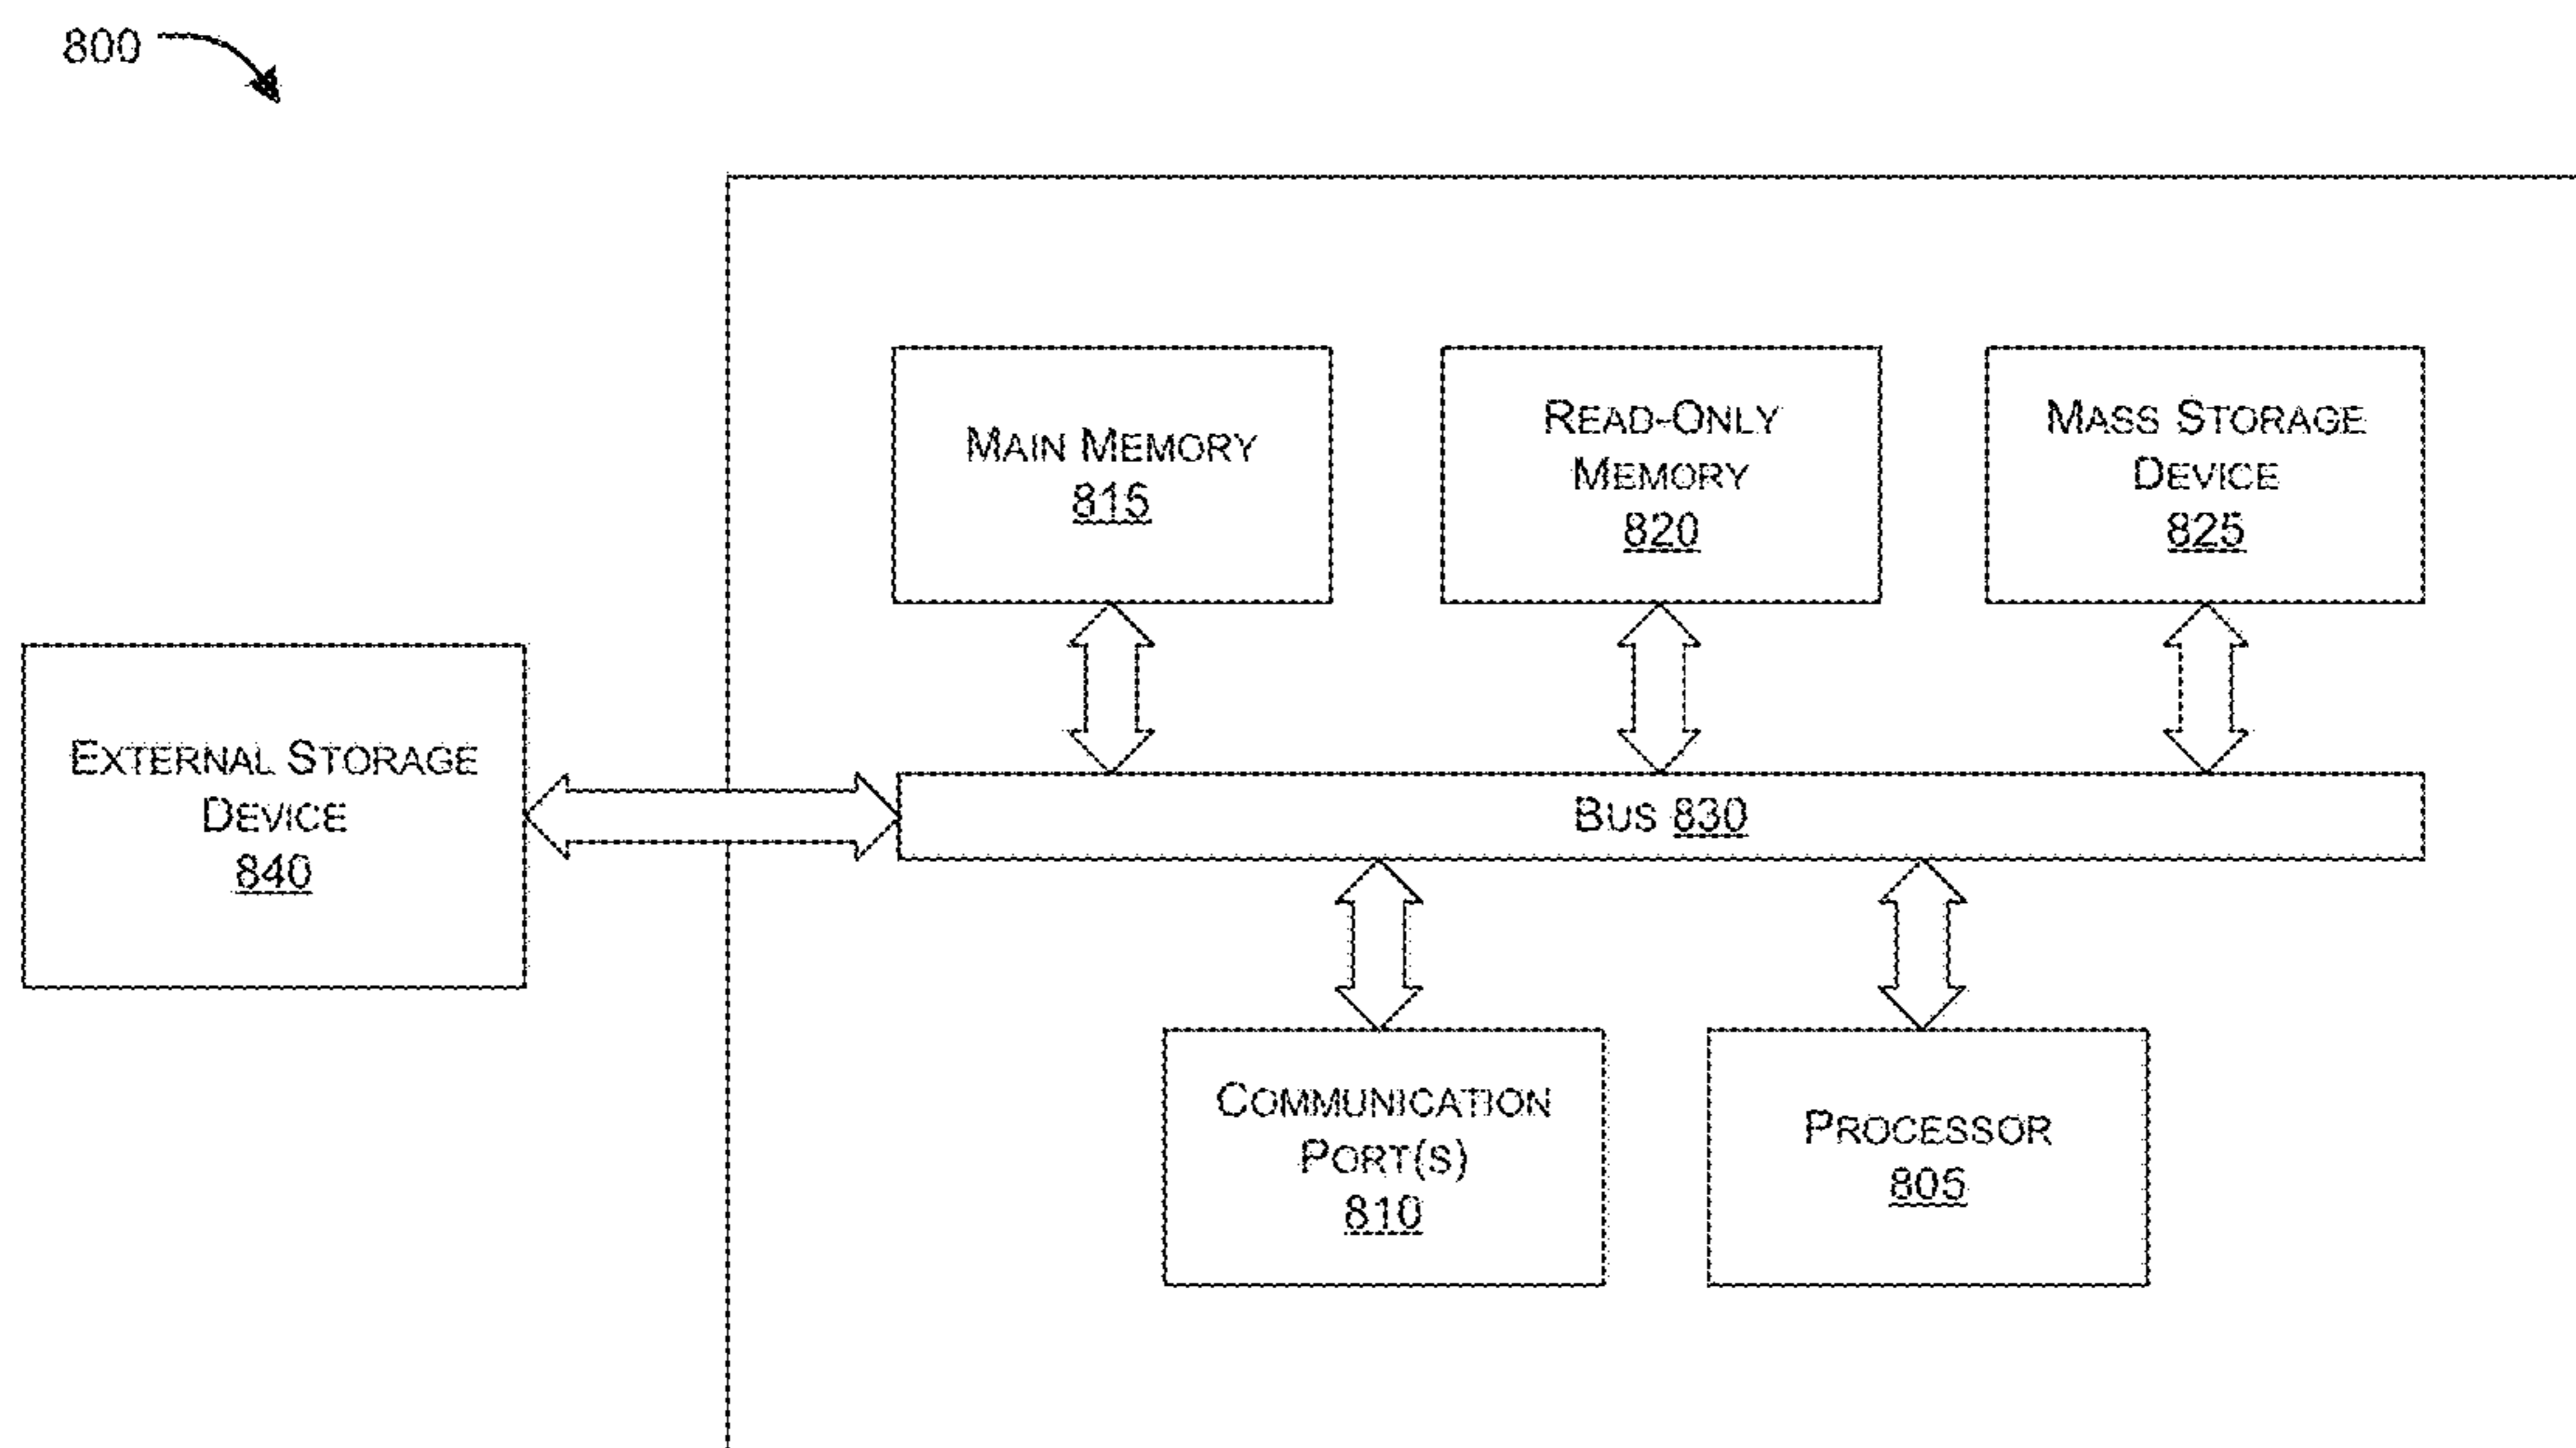 800
MAIN MEMORY
815
READ-ONLY
MEMORY
820
MASS STORAGE
DEVICE
825
EXTERNAL STORAGE
DEVICE
840
BUS 830
COMMUNICATION
PORT(S)
810
PROCESSOR
805